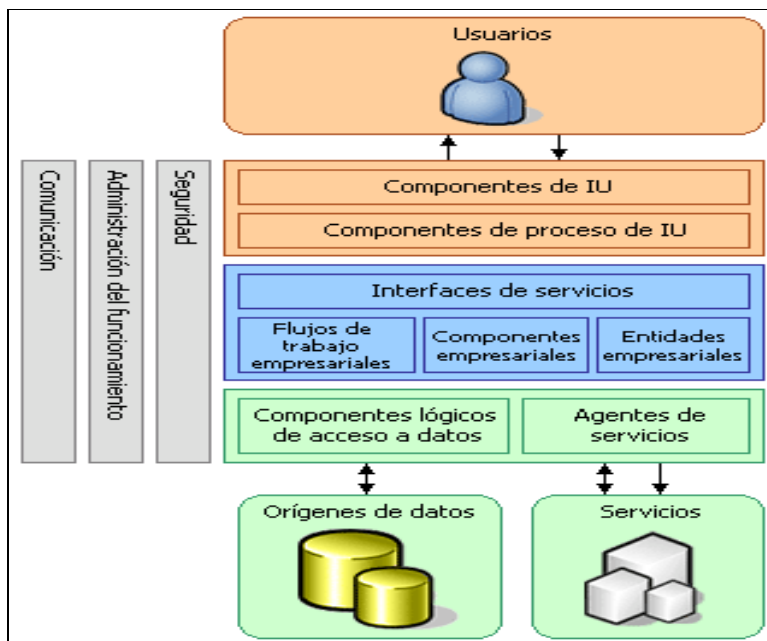 Usuarios
Comunicación
Administración del funcionamiento
Seguridad
Componentes de IU
Componentes de proceso de IU
Interfaces de servicios
Flujos de
trabajo
empresariales
Componentes
empresariales
Entidades
empresariales
Componentes lógicos
de acceso a datos
Agentes de
servicios
Orígenes de datos
Servicios